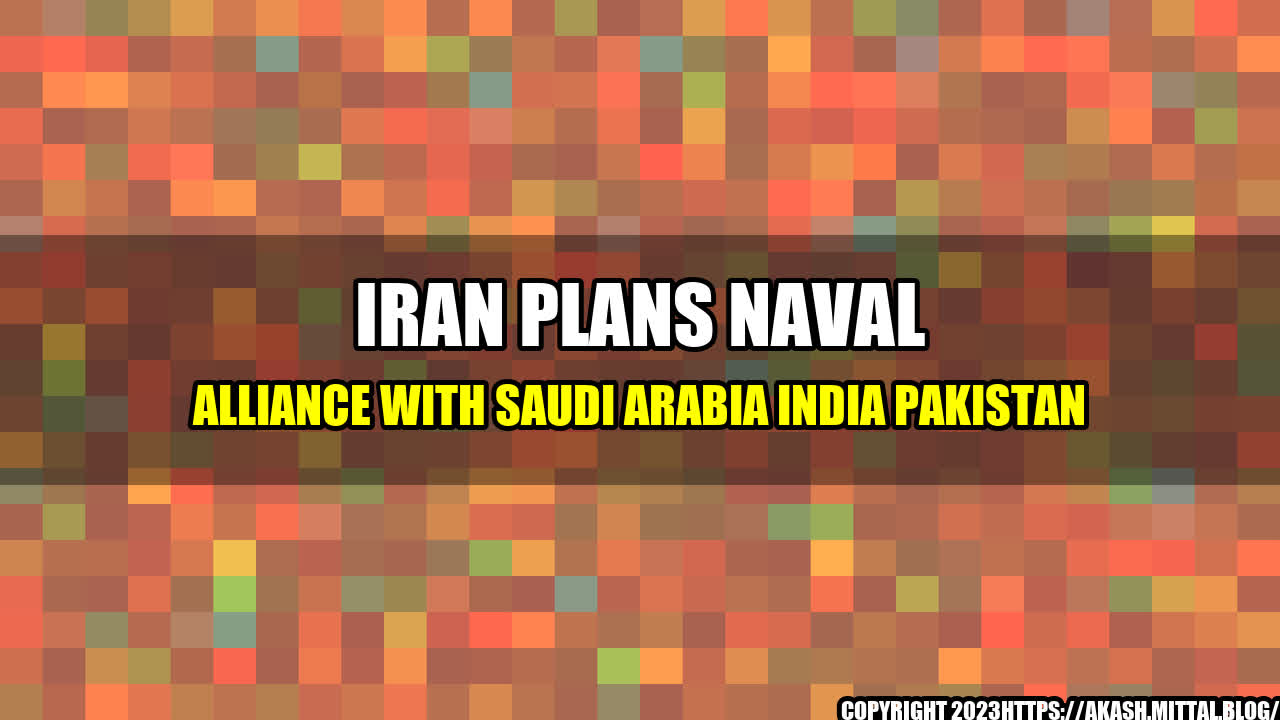 IRAN PLANS NAVAL
ALLIANCE WITH SAUDI ARABIA INDIA PAKISTAN
COPYRIGHT 2023HTTPS://AKASH.MITTAL.BLOG/